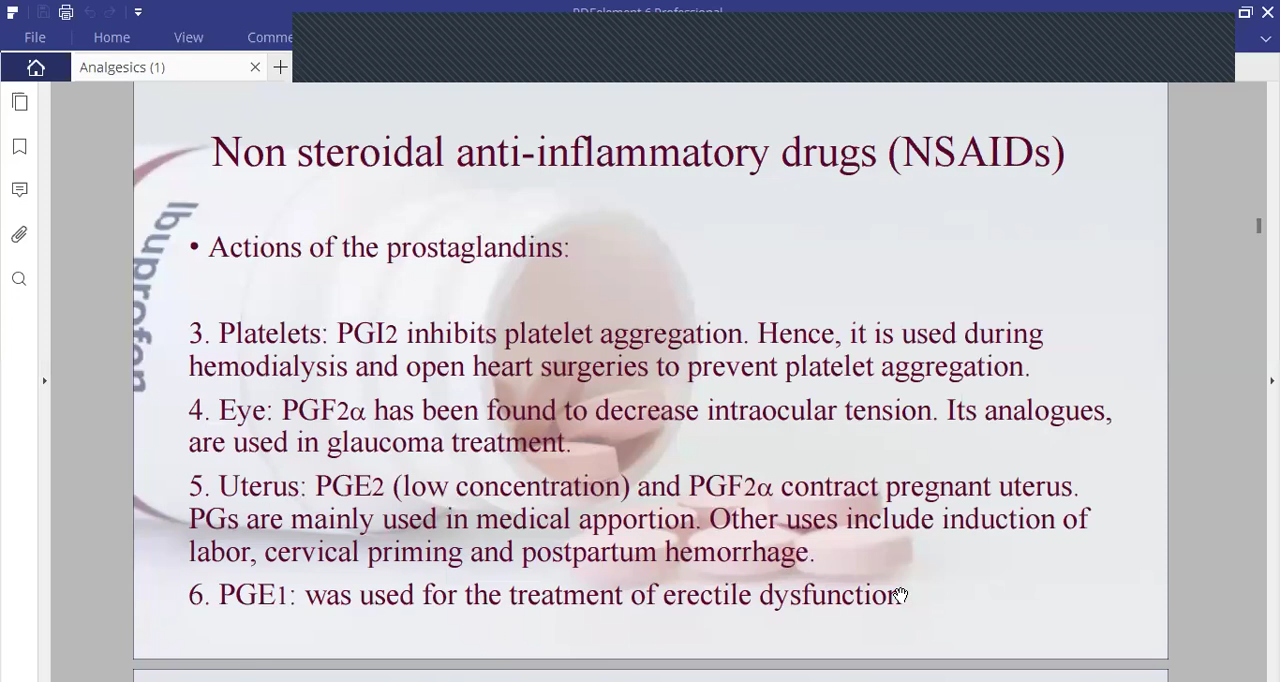 File Home View Comme
Analgesics (1)
Non steroidal anti-inflammatory drugs (NSAIDs)
Ibuprofen
• Actions of the prostaglandins:
3. Platelets: PGI2 inhibits platelet aggregation. Hence, it is used during
hemodialysis and open heart surgeries to prevent platelet aggregation.
4. Eye: PGF2α has been found to decrease intraocular tension. Its analogues,
are used in glaucoma treatment.
5. Uterus: PGE2 (low concentration) and PGF2α contract pregnant uterus.
PGs are mainly used in medical apportion. Other uses include induction of
labor, cervical priming and postpartum hemorrhage.
6. PGE1: was used for the treatment of erectile dysfunction